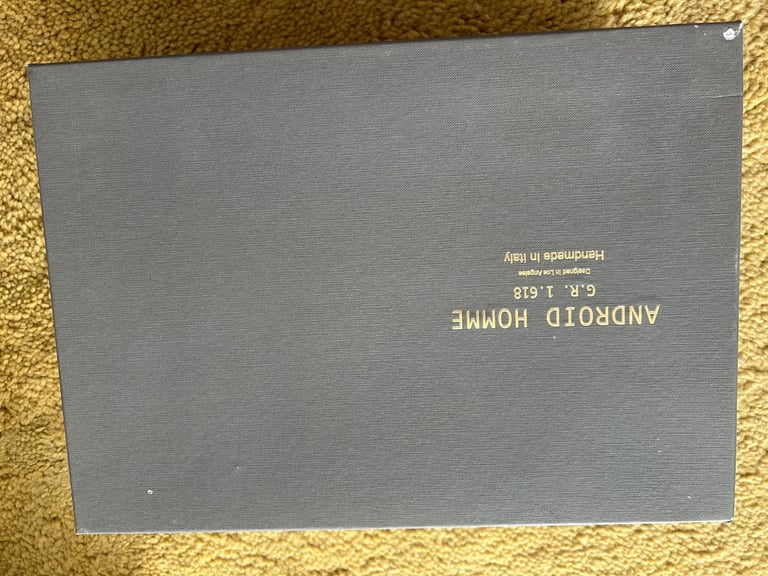 ANDROID HOMME
G.R. 1.618
Designed in Los Angeles
Handmade in Italy